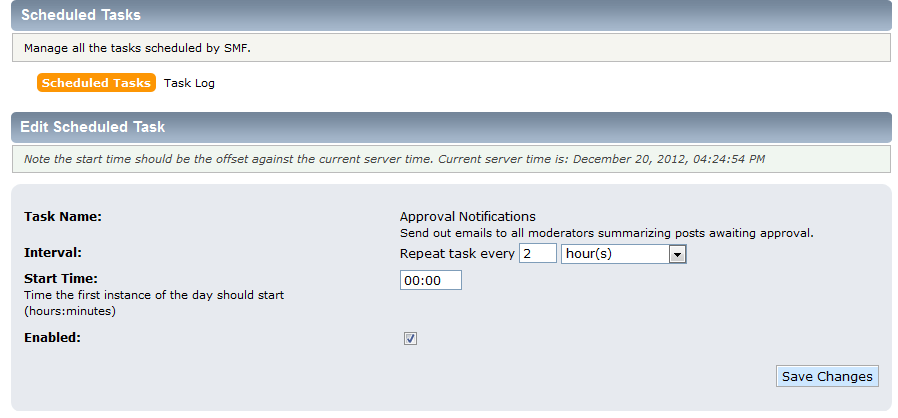 Scheduled Tasks
Manage all the tasks scheduled by SMF.
Scheduled Tasks Task Log
Edit Scheduled Task
Note the start time should be the offset against the current server time. Current server time is: December 20, 2012, 04:24:54 PM
Task Name: Approval Notifications
Send out emails to all moderators summarizing posts awaiting approval.
Interval: Repeat task every 2 hour(s)
Start Time: 00:00
Time the first instance of the day should start
(hours:minutes)
Enabled:
Save Changes